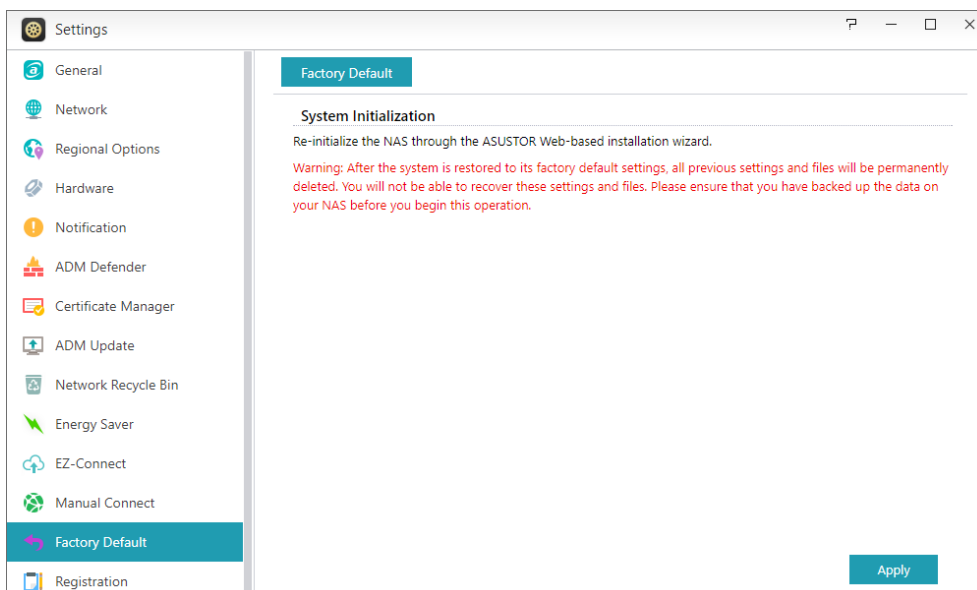 Settings
General
Network
Regional Options
Hardware
Notification
ADM Defender
Certificate Manager
ADM Update
Network Recycle Bin
Energy Saver
EZ-Connect
Manual Connect
Factory Default
Registration
Factory Default
System Initialization
Re-initialize the NAS through the ASUSTOR Web-based installation wizard.
Warning: After the system is restored to its factory default settings, all previous settings and files will be permanently
deleted. You will not be able to recover these settings and files. Please ensure that you have backed up the data on
your NAS before you begin this operation.
Apply